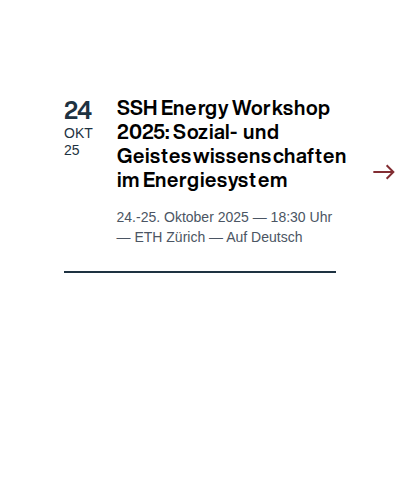 24
OKT
25
SSH Energy Workshop
2025: Sozial- und
Geisteswissenschaften
im Energiesystem
24.-25. Oktober 2025 — 18:30 Uhr
— ETH Zürich — Auf Deutsch